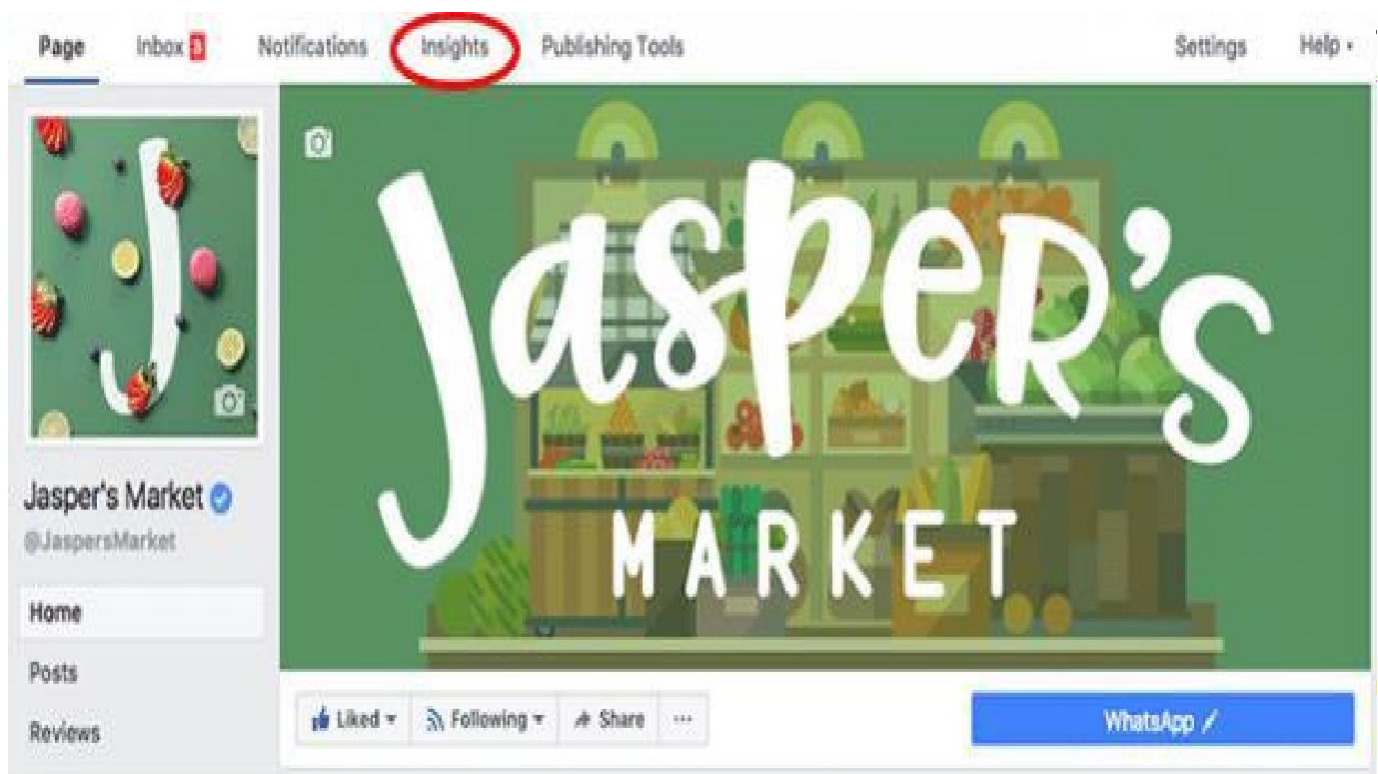 Page Inbox Notifications Insights Publishing Tools Settings Help
J
Jasper's
MARKET
Jasper's Market
@JaspersMarket
Home
Posts
Reviews
Liked Following Share ...
WhatsApp